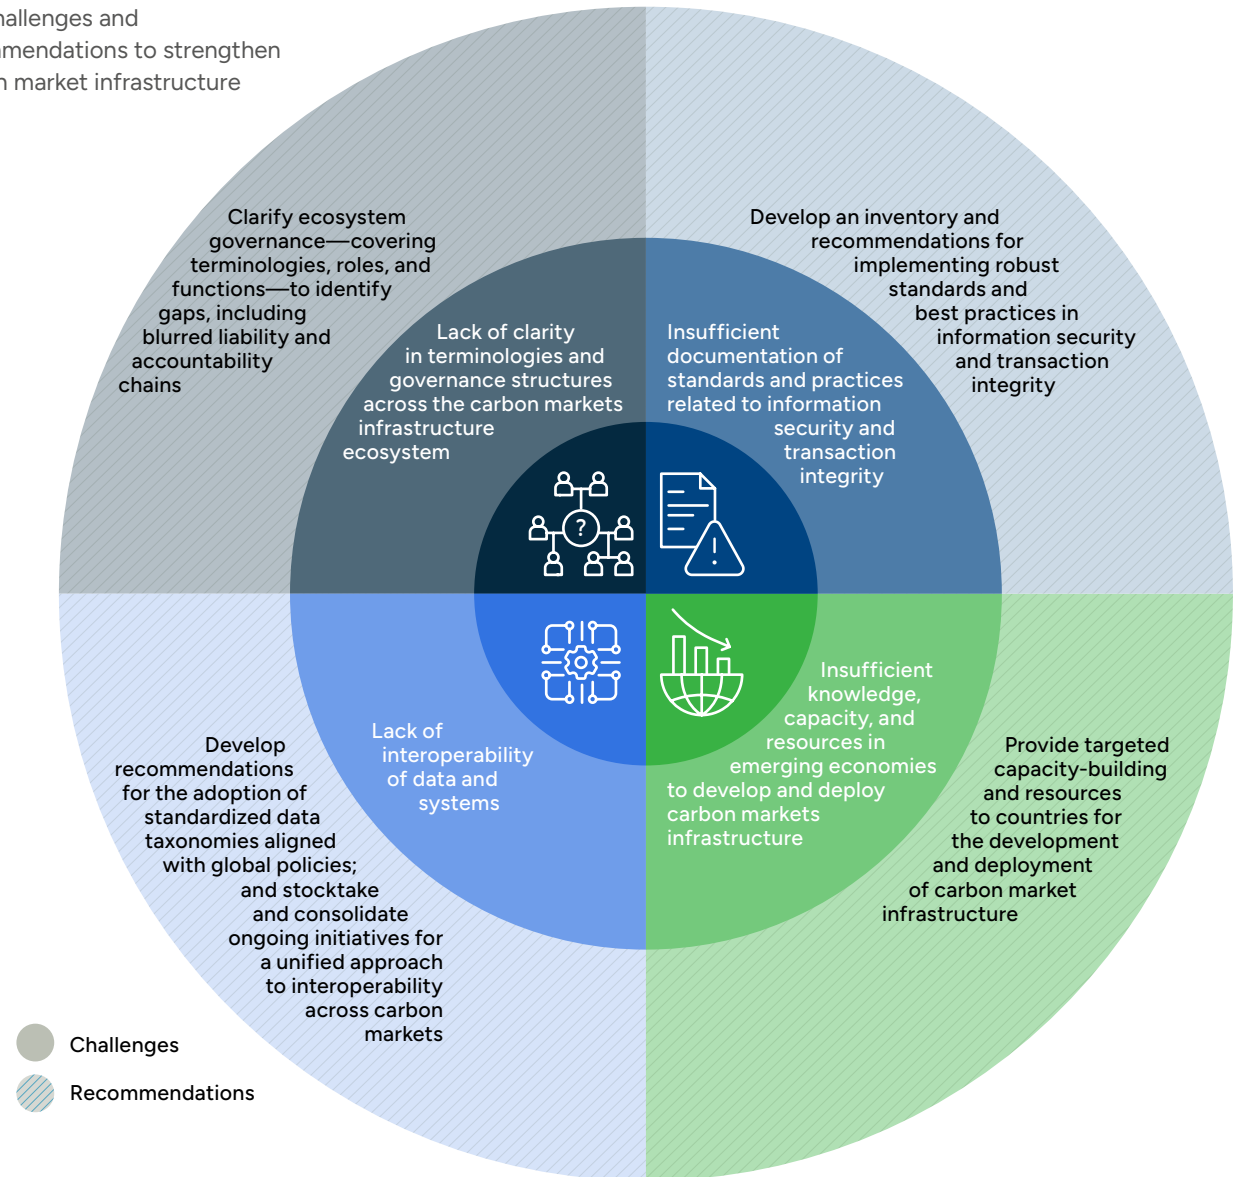 allenges and
mendations to strengthen
market infrastructure
Clarify ecosystem
governance—covering
terminologies, roles, and
functions—to identify
gaps, including
blurred liability and
accountability
chains
Develop an inventory and
recommendations for
implementing robust
standards and
best practices in
information security
and transaction
integrity
Lack of clarity
in terminologies and
governance structures
across the carbon markets
infrastructure
ecosystem
Insufficient
documentation of
standards and practices
related to information
security and
transaction
integrity
?
Lack of
interoperability
of data and
systems
Insufficient
knowledge,
capacity, and
resources in
emerging economies
to develop and deploy
carbon markets
infrastructure
Develop
recommendations
for the adoption of
standardized data
taxonomies aligned
with global policies;
and stocktake
and consolidate
ongoing initiatives for
a unified approach
to interoperability
across carbon
markets
Provide targeted
capacity-building
and resources
to countries for
the development
and deployment
of carbon market
infrastructure
Challenges
Recommendations